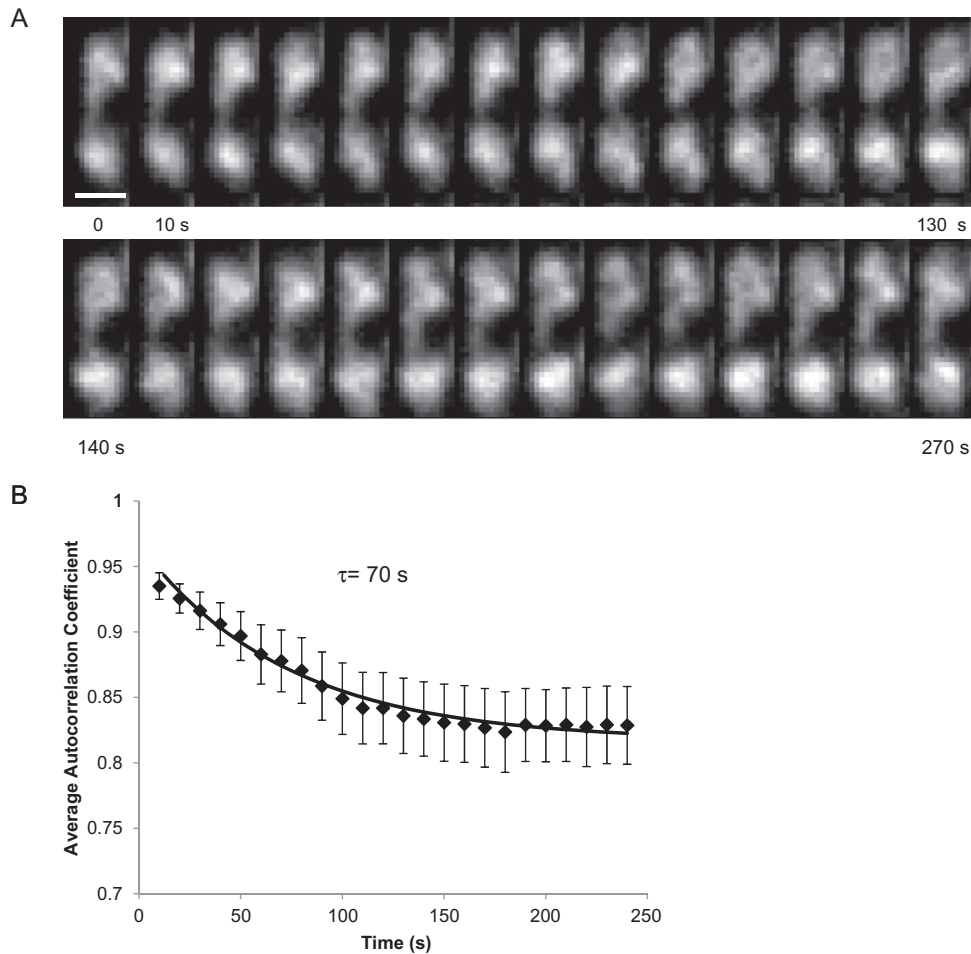 A
0 10 s 130 s
140 s 270 s
B
1
0.95
0.9
0.85
0.8
0.75
0.7
τ= 70 s
Average Autocorrelation Coefficient
0 50 100 150 200 250
Time (s)